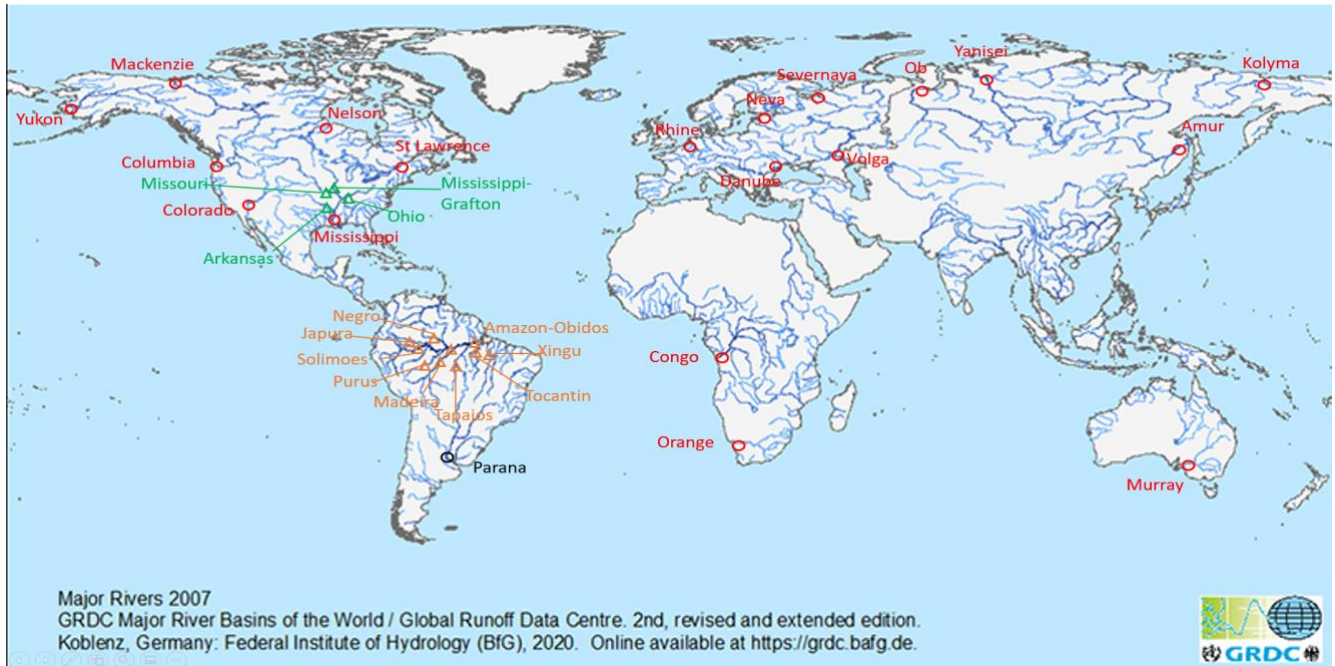 Mackenzie
Yukon
Nelson
St Lawrence
Columbia
Missouri
Mississippi-
Grafton
Colorado
Ohio
Mississippi
Arkansas
Yanisei
Ob
Kolyma
Severnaya
Neva
Rhine
Amur
Volga
Danube
Negro
Japura
Amazon-Obidos
Solimoes
Xingu
Purus
Tocantin
Madeira
Tapajos
Congo
Orange
Parana
Murray
Major Rivers 2007
GRDC Major River Basins of the World / Global Runoff Data Centre. 2nd, revised and extended edition.
Koblenz, Germany: Federal Institute of Hydrology (BfG), 2020. Online available at https://grdc.bafg.de.
GRDC